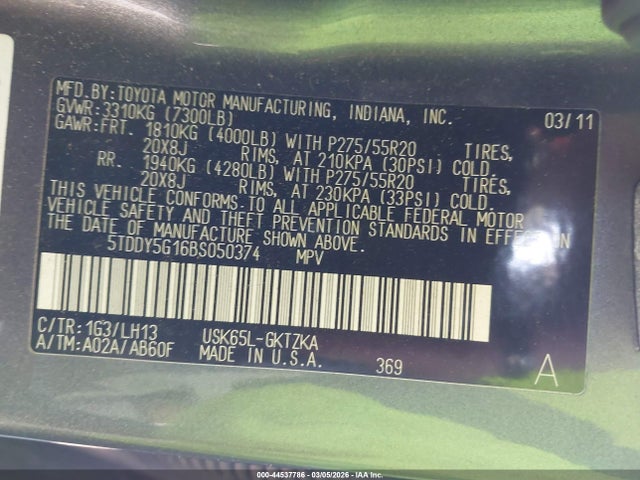 MFD.BY:TOYOTA MOTOR MANUFACTURING, INDIANA, INC. 03/11
GVWR:3310KG (7300LB)
GAWR:FRT. 1810KG (4000LB) WITH P275/55R20 TIRES,
20X8J RIMS, AT 210KPA (30PSI) COLD.
RR. 1940KG (4280LB) WITH P275/55R20 TIRES,
20X8J RIMS, AT 230KPA (33PSI) COLD.
THIS VEHICLE CONFORMS TO ALL APPLICABLE FEDERAL MOTOR
VEHICLE SAFETY AND THEFT PREVENTION STANDARDS IN EFFECT ON
THE DATE OF MANUFACTURE SHOWN ABOVE.
5TDDY5G16BS050374 MPV
C/TR:1G3/LH13 USK65L-GKTZKA
A/TM:A02A/AB60F MADE IN U.S.A. 369 A
000-44537786 — 03/05/2026 — IAA Inc.